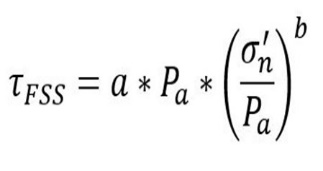 τ_FSS = a * P_a * (σ′_n / P_a)^b